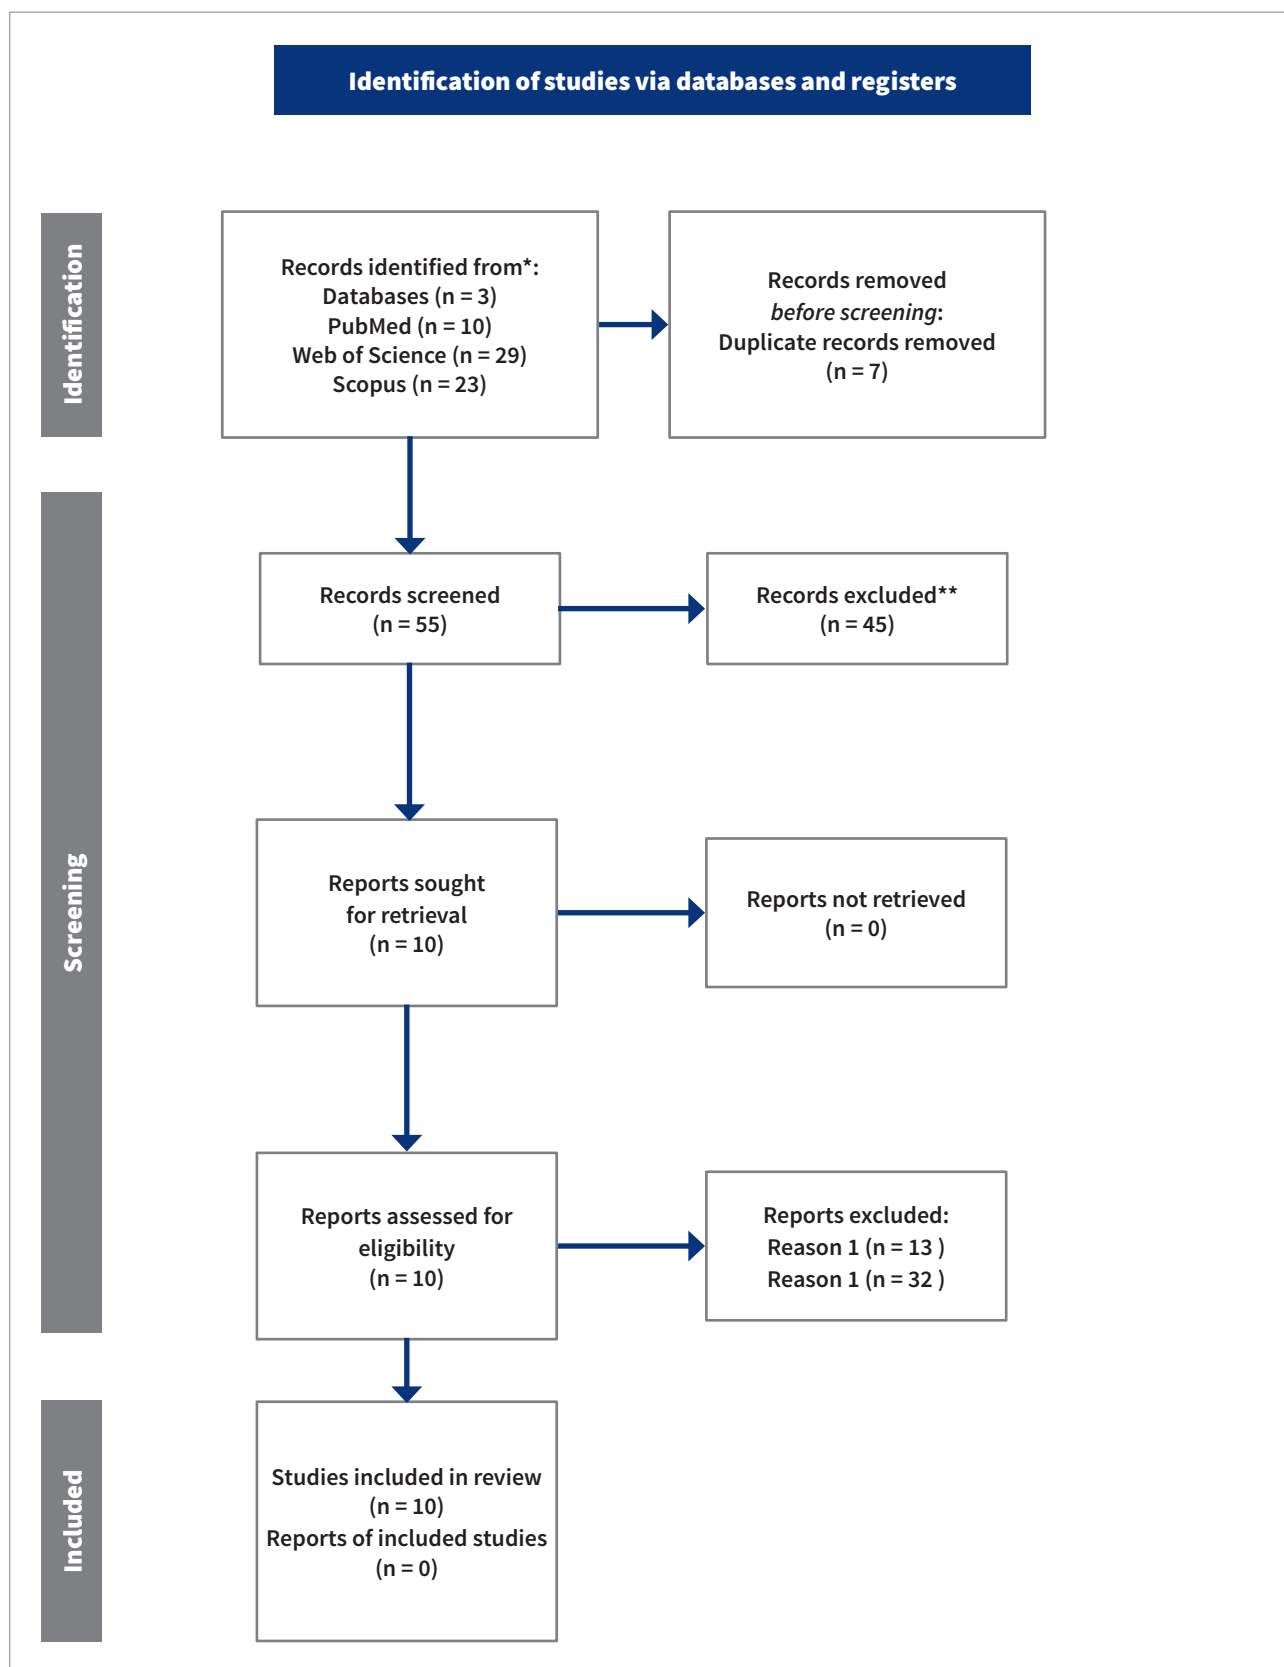 Identification of studies via databases and registers
Identification
Records identified from*:
Databases (n = 3)
PubMed (n = 10)
Web of Science (n = 29)
Scopus (n = 23)
Records removed
before screening:
Duplicate records removed
(n = 7)
Screening
Records screened
(n = 55)
Records excluded**
(n = 45)
Reports sought
for retrieval
(n = 10)
Reports not retrieved
(n = 0)
Reports assessed for
eligibility
(n = 10)
Reports excluded:
Reason 1 (n = 13 )
Reason 1 (n = 32 )
Included
Studies included in review
(n = 10)
Reports of included studies
(n = 0)